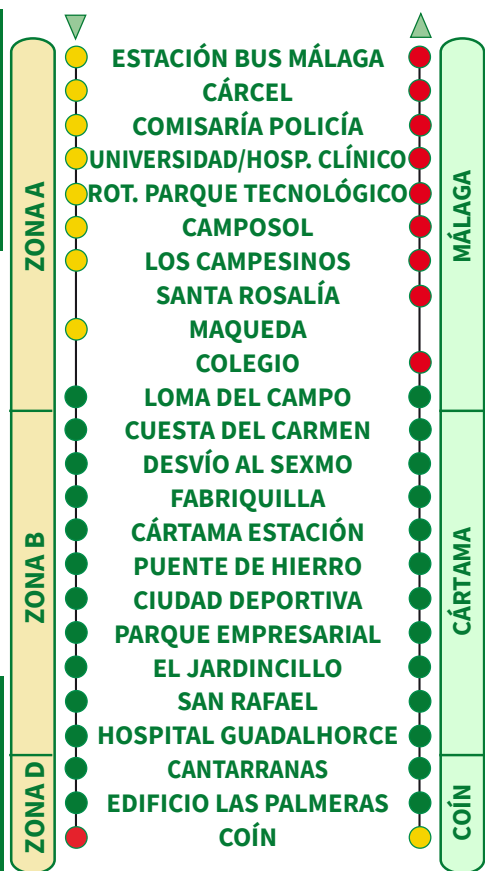 ZONA A
ZONA B
ZONA D
ESTACIÓN BUS MÁLAGA
CÁRCEL
COMISARÍA POLICÍA
UNIVERSIDAD/HOSP. CLÍNICO
ROT. PARQUE TECNOLÓGICO
CAMPOSOL
LOS CAMPESINOS
SANTA ROSALÍA
MAQUEDA
COLEGIO
LOMA DEL CAMPO
CUESTA DEL CARMEN
DESVÍO AL SEXMO
FABRIQUILLA
CÁRTAMA ESTACIÓN
PUENTE DE HIERRO
CIUDAD DEPORTIVA
PARQUE EMPRESARIAL
EL JARDINCILLO
SAN RAFAEL
HOSPITAL GUADALHORCE
CANTARRANAS
EDIFICIO LAS PALMERAS
COÍN
MÁLAGA
CÁRTAMA
COÍN